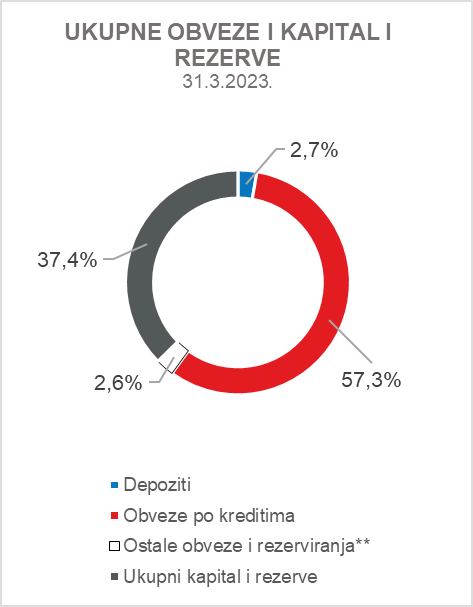 UKUPNE OBVEZE I KAPITAL I
REZERVE
31.3.2023.
2,7%
37,4%
2,6%
57,3%
Depoziti
Obveze po kreditima
Ostale obveze i rezerviranja**
Ukupni kapital i rezerve